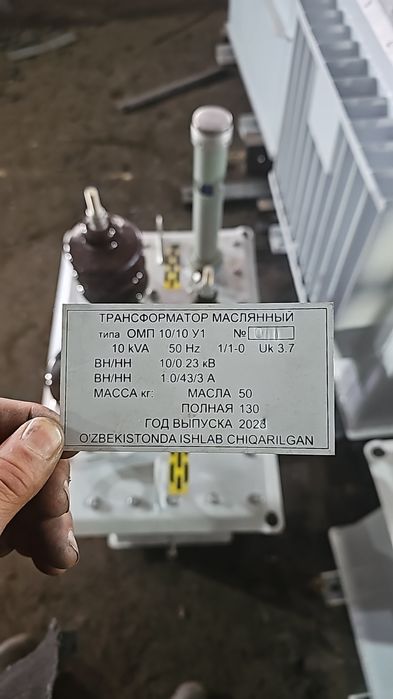 ТРАНСФОРМАТОР МАСЛЯННЫЙ
типа ОМП 10/10 У1 №
10 kVA 50 Hz 1/1-0 Uk 3.7
ВН/НН 10/0.23 кВ
ВН/НН 1.0/43/3 А
МАССА кг: МАСЛА 50
ПОЛНАЯ 130
ГОД ВЫПУСКА
O'ZBEKISTONDA ISHLAB CHIQARILGAN